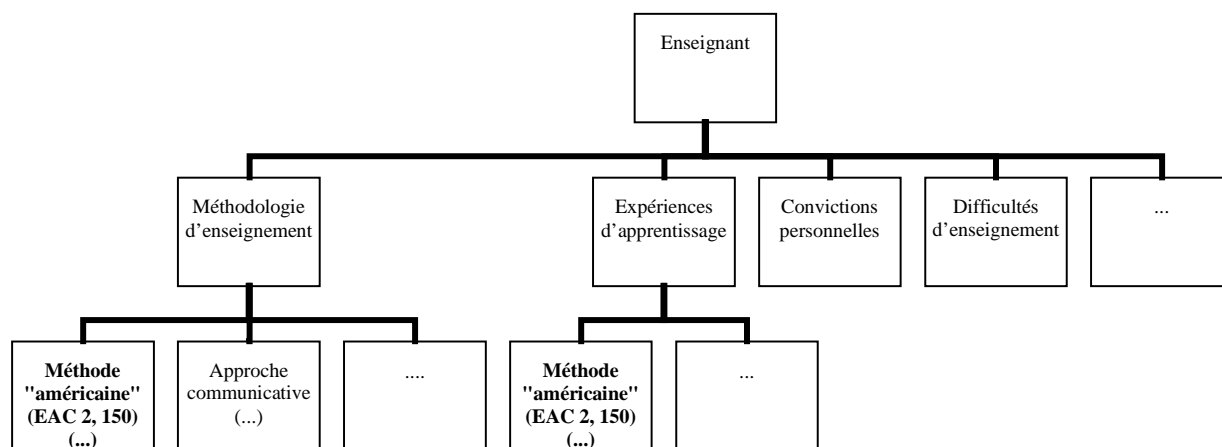 Enseignant
Méthodologie
d’enseignement
Expériences
d’apprentissage
Convictions
personnelles
Difficultés
d’enseignement
...
Méthode
"américaine"
(EAC 2, 150)
(...)
Approche
communicative
(...)
....
Méthode
"américaine"
(EAC 2, 150)
(...)
...